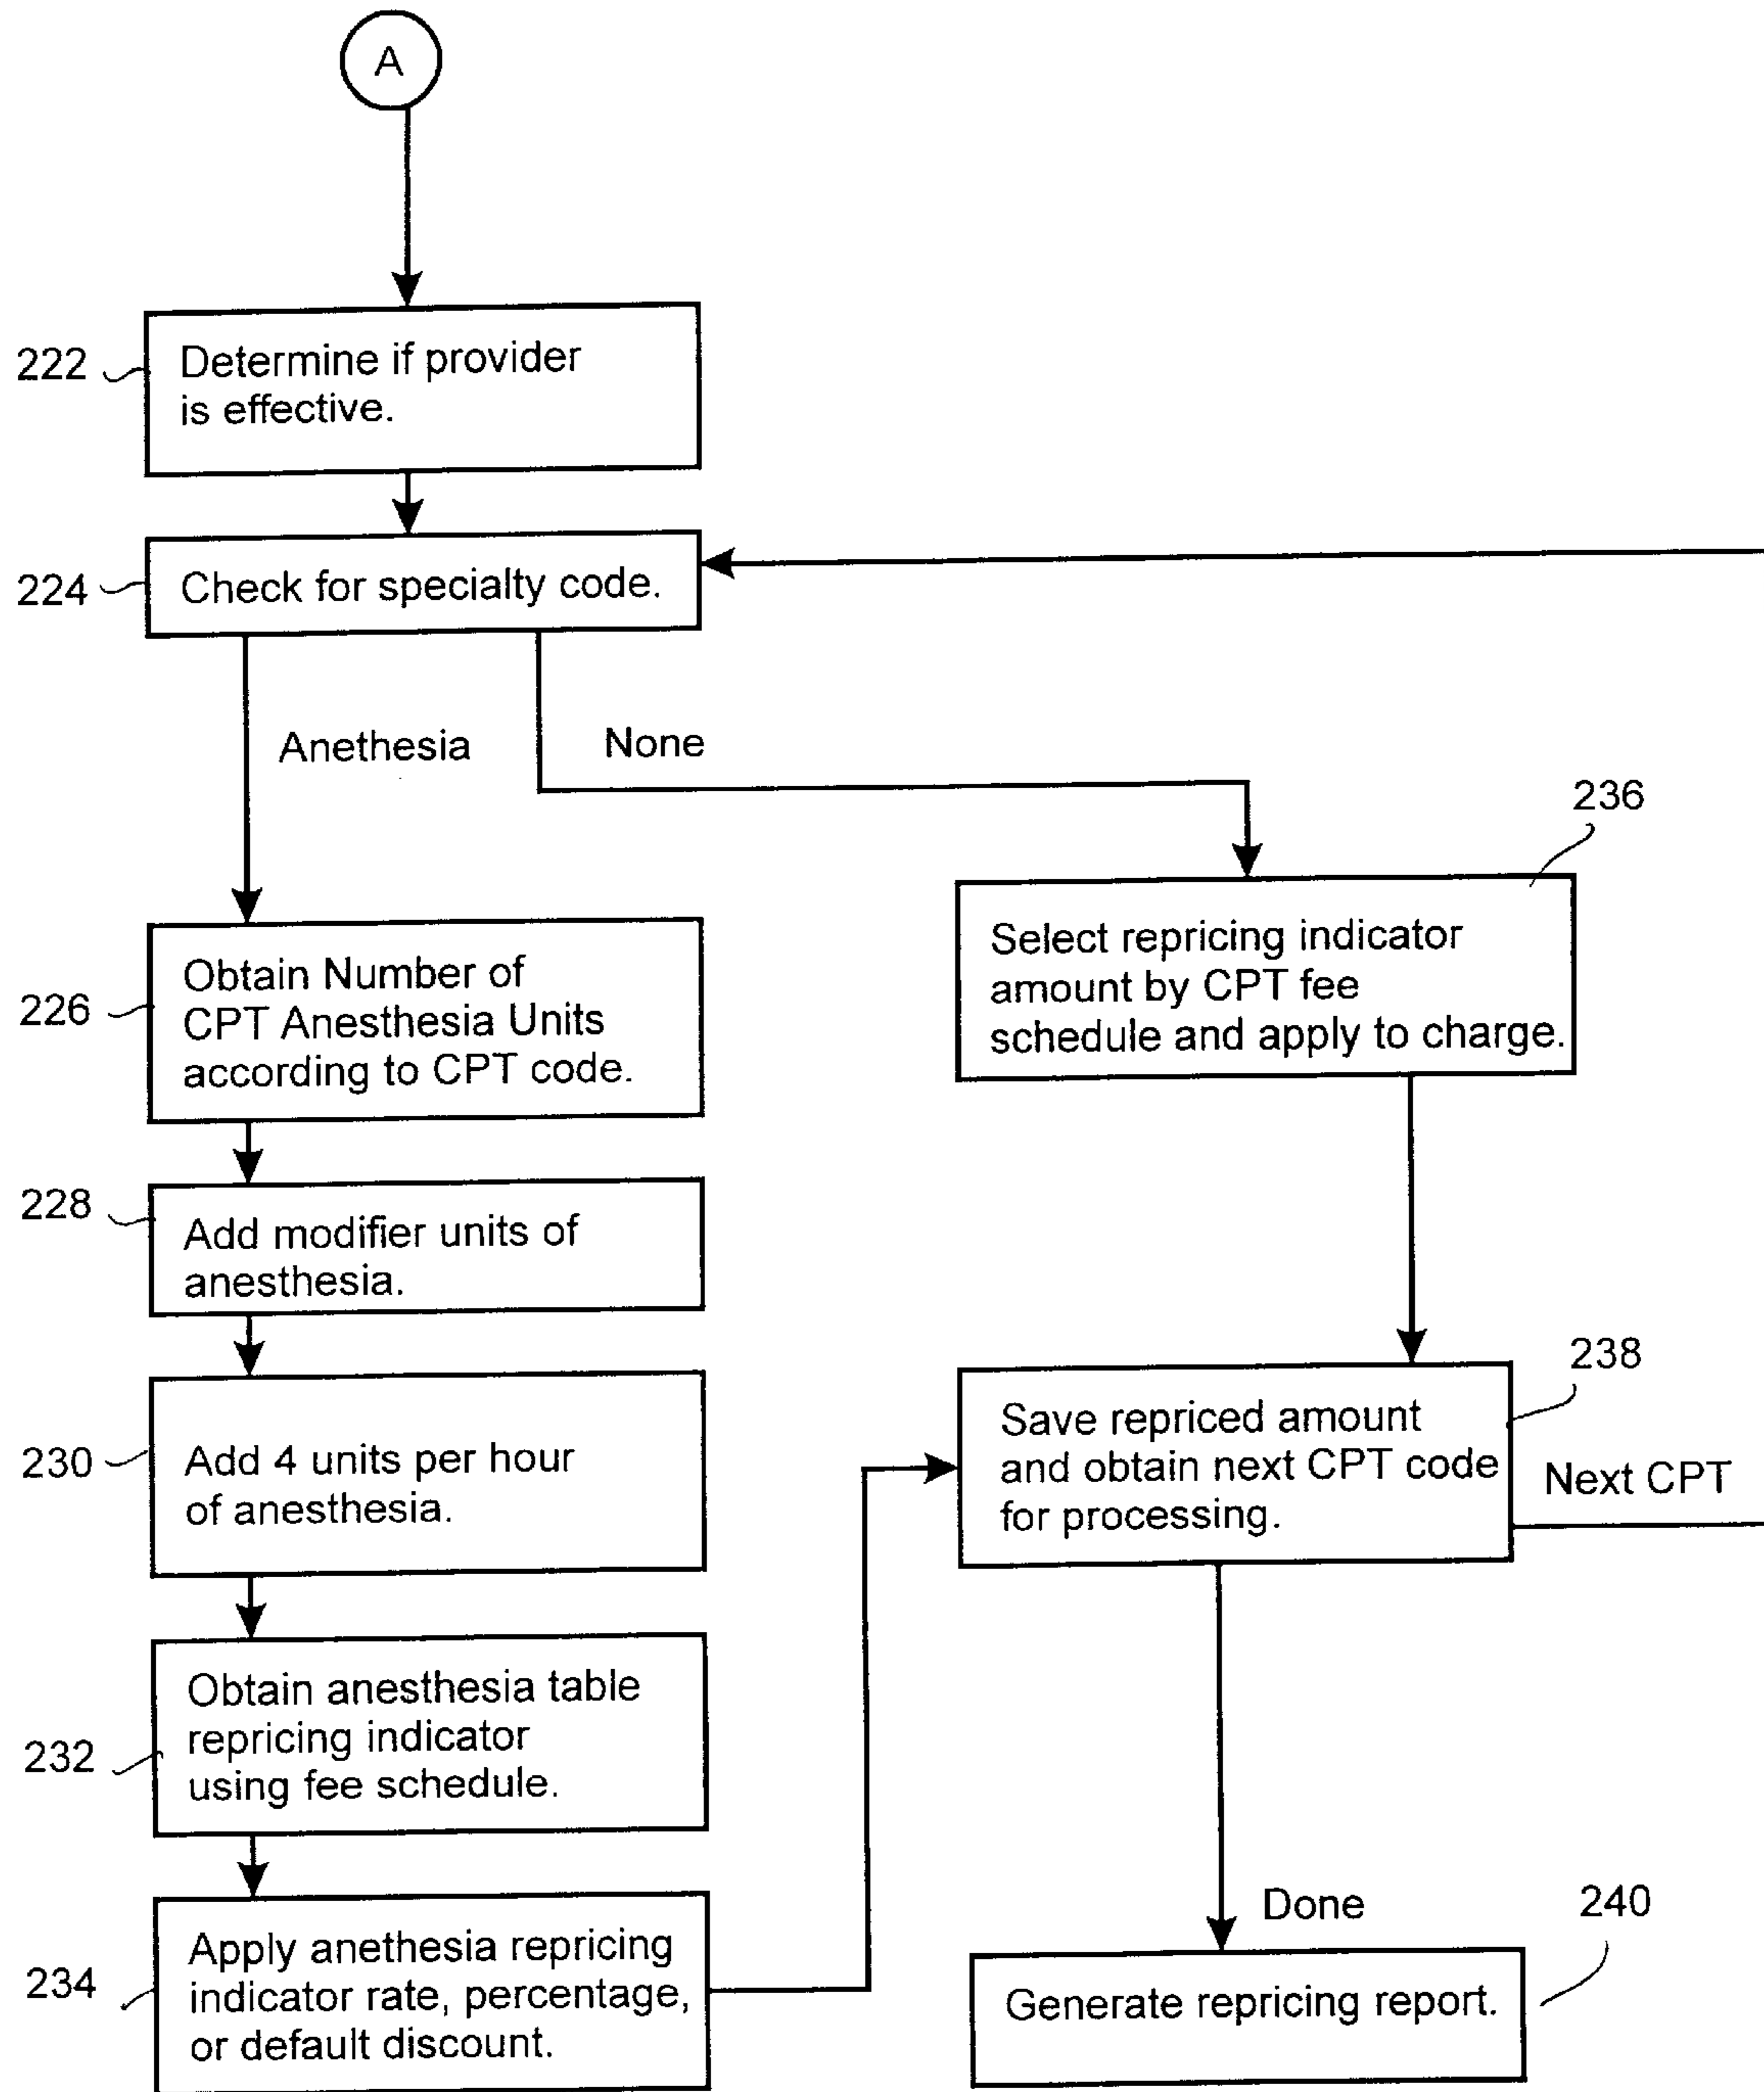 A
222
Determine if provider
is effective.
224
Check for specialty code.
Anethesia
None
236
Select repricing indicator
amount by CPT fee
schedule and apply to charge.
226
Obtain Number of
CPT Anesthesia Units
according to CPT code.
228
Add modifier units of
anesthesia.
230
Add 4 units per hour
of anesthesia.
238
Save repriced amount
and obtain next CPT code
for processing.
Next CPT
232
Obtain anesthesia table
repricing indicator
using fee schedule.
234
Apply anethesia repricing
indicator rate, percentage,
or default discount.
Done
240
Generate repricing report.